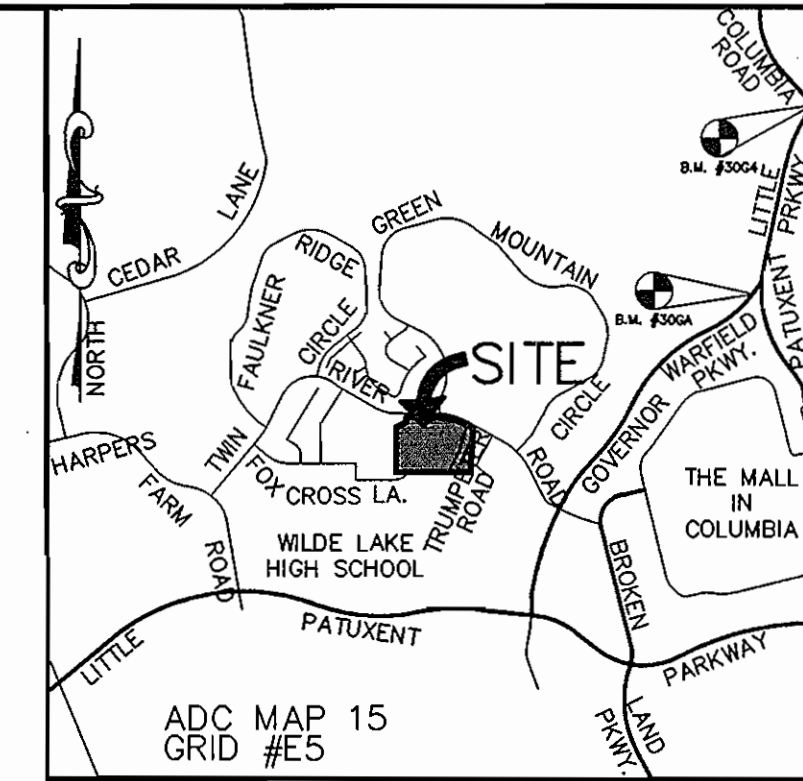 COLUMBIA
ROAD
B.M. #30G4
LITTLE
PATUXENT
PRKWY
CEDAR
LANE
NORTH
GREEN
MOUNTAIN
CIRCLE
FAULKNER
RIDGE
CIRCLE
B.M. #30GA
WARFIELD
PKWY.
GOVERNOR
SITE
TWIN
RIVER
ROAD
HARPERS
FARM
ROAD
FOX
CROSS LA.
TRUMPETER
ROAD
THE MALL
IN
COLUMBIA
WILDE LAKE
HIGH SCHOOL
BROKEN
LAND
PKWY.
LITTLE
PATUXENT
PARKWAY
ADC MAP 15
GRID #E5